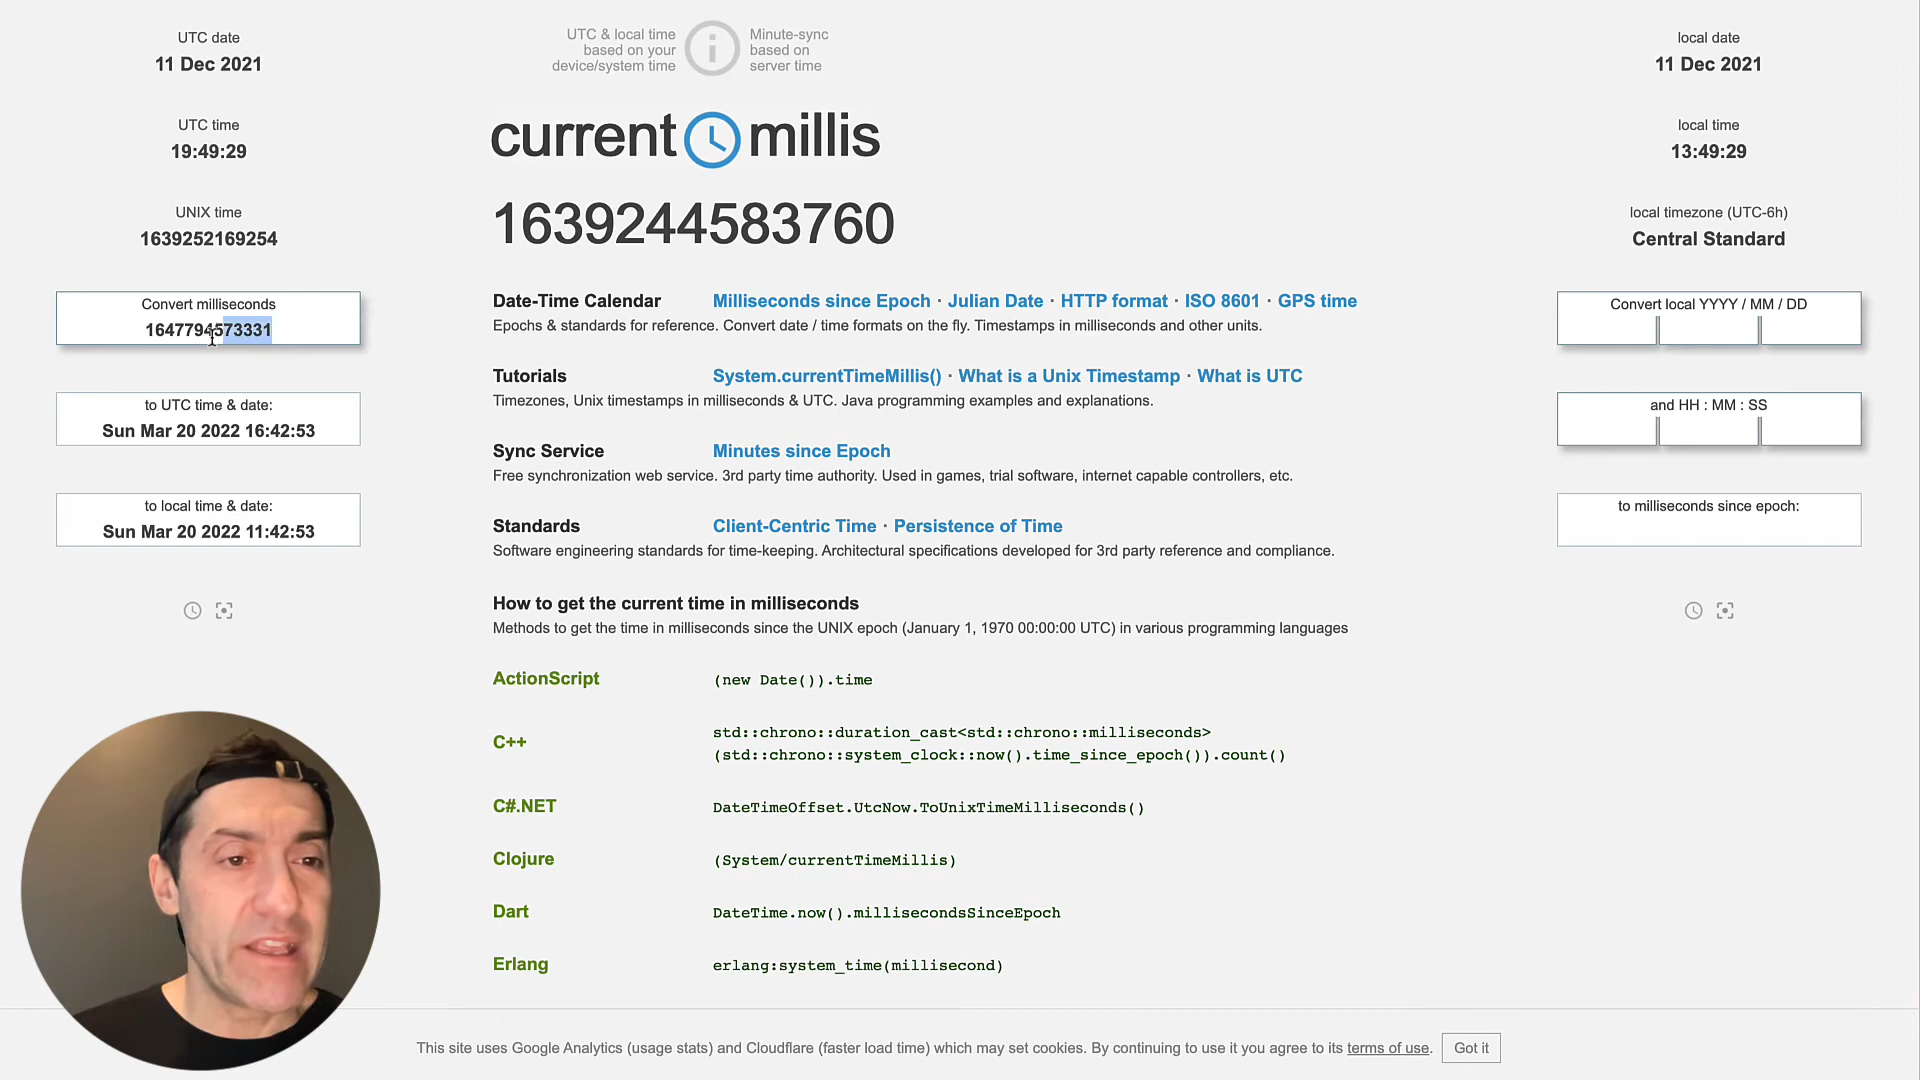 UTC date
11 Dec 2021
UTC time
19:49:29
UNIX time
1639252169254
Convert milliseconds
1647794573331
to UTC time & date:
Sun Mar 20 2022 16:42:53
to local time & date:
Sun Mar 20 2022 11:42:53
UTC & local time
based on your
device/system time
Minute-sync
based on
server time
current millis
1639244583760
Date-Time Calendar Milliseconds since Epoch · Julian Date · HTTP format · ISO 8601 · GPS time
Epochs & standards for reference. Convert date / time formats on the fly. Timestamps in milliseconds and other units.
Tutorials System.currentTimeMillis() · What is a Unix Timestamp · What is UTC
Timezones, Unix timestamps in milliseconds & UTC. Java programming examples and explanations.
Sync Service Minutes since Epoch
Free synchronization web service. 3rd party time authority. Used in games, trial software, internet capable controllers, etc.
Standards Client-Centric Time · Persistence of Time
Software engineering standards for time-keeping. Architectural specifications developed for 3rd party reference and compliance.
How to get the current time in milliseconds
Methods to get the time in milliseconds since the UNIX epoch (January 1, 1970 00:00:00 UTC) in various programming languages
ActionScript (new Date()).time
C++ std::chrono::duration_cast<std::chrono::milliseconds>
(std::chrono::system_clock::now().time_since_epoch()).count()
C#.NET DateTimeOffset.UtcNow.ToUnixTimeMilliseconds()
Clojure (System/currentTimeMillis)
Dart DateTime.now().millisecondsSinceEpoch
Erlang erlang:system_time(millisecond)
local date
11 Dec 2021
local time
13:49:29
local timezone (UTC-6h)
Central Standard
Convert local YYYY / MM / DD
and HH : MM : SS
to milliseconds since epoch:
This site uses Google Analytics (usage stats) and Cloudflare (faster load time) which may set cookies. By continuing to use it you agree to its terms of use. Got it